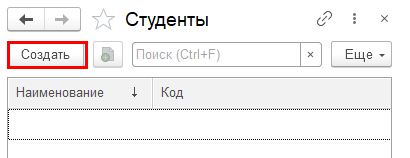 Студенты
Создать Поиск (Ctrl+F) × Еще
Наименование ↓ Код